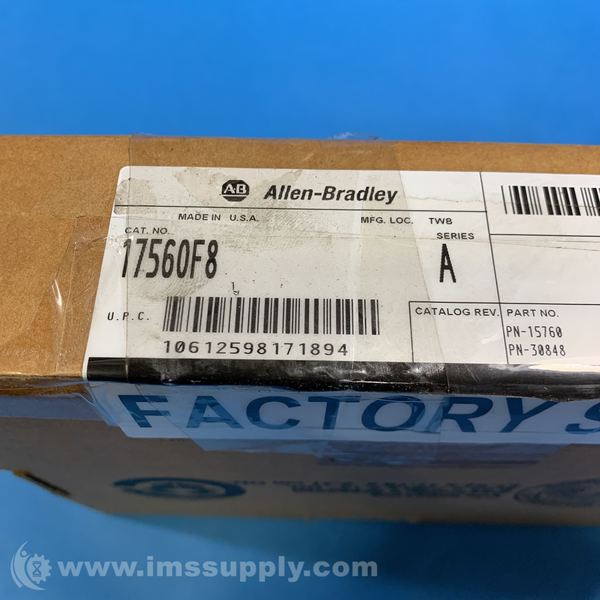 A-B Allen-Bradley
MADE IN U.S.A. MFG. LOC. TWB
CAT. NO. SERIES
17560F8 A
U.P.C. CATALOG REV. PART NO.
PN-15760
10612598171894 PN-30848
FACTORY S
www.imssupply.com